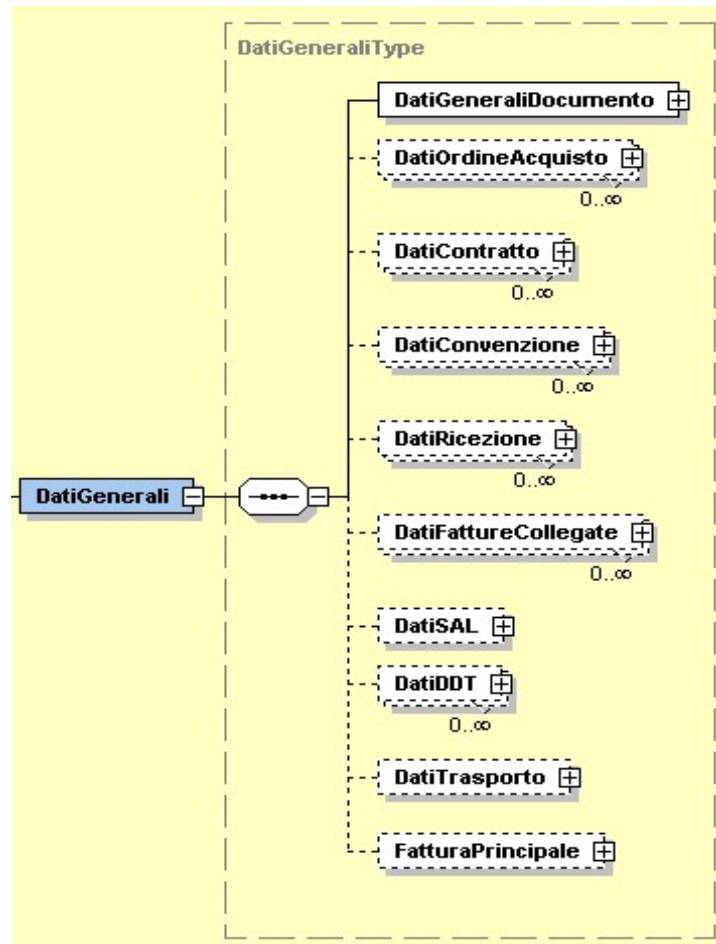 DatiGeneraliType
DatiGeneraliDocumento
DatiOrdineAcquisto
0..∞
DatiContratto
0..∞
DatiConvenzione
0..∞
DatiRicezione
0..∞
DatiGenerali
DatiFattureCollegate
0..∞
DatiSAL
DatiDDT
0..∞
DatiTrasporto
FatturaPrincipale